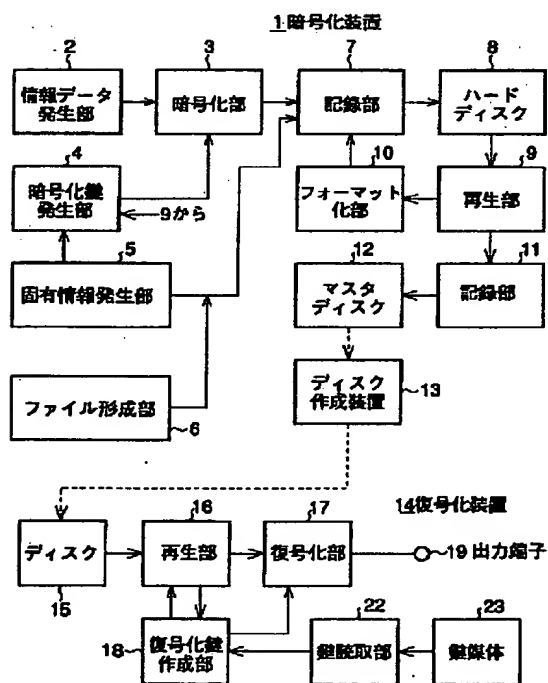 1 暗号化装置
2
情報データ
発生部
3
暗号化部
7
記録部
8
ハード
ディスク
4
暗号化鍵
発生部
9から
10
フォーマット
化部
9
再生部
5
固有情報発生部
12
マスタ
ディスク
11
記録部
ファイル形成部
6
ディスク
作成装置
13
14 復号化装置
ディスク
15
16
再生部
17
復号化部
19 出力端子
18
復号化鍵
作成部
22
鍵読取部
23
鍵媒体